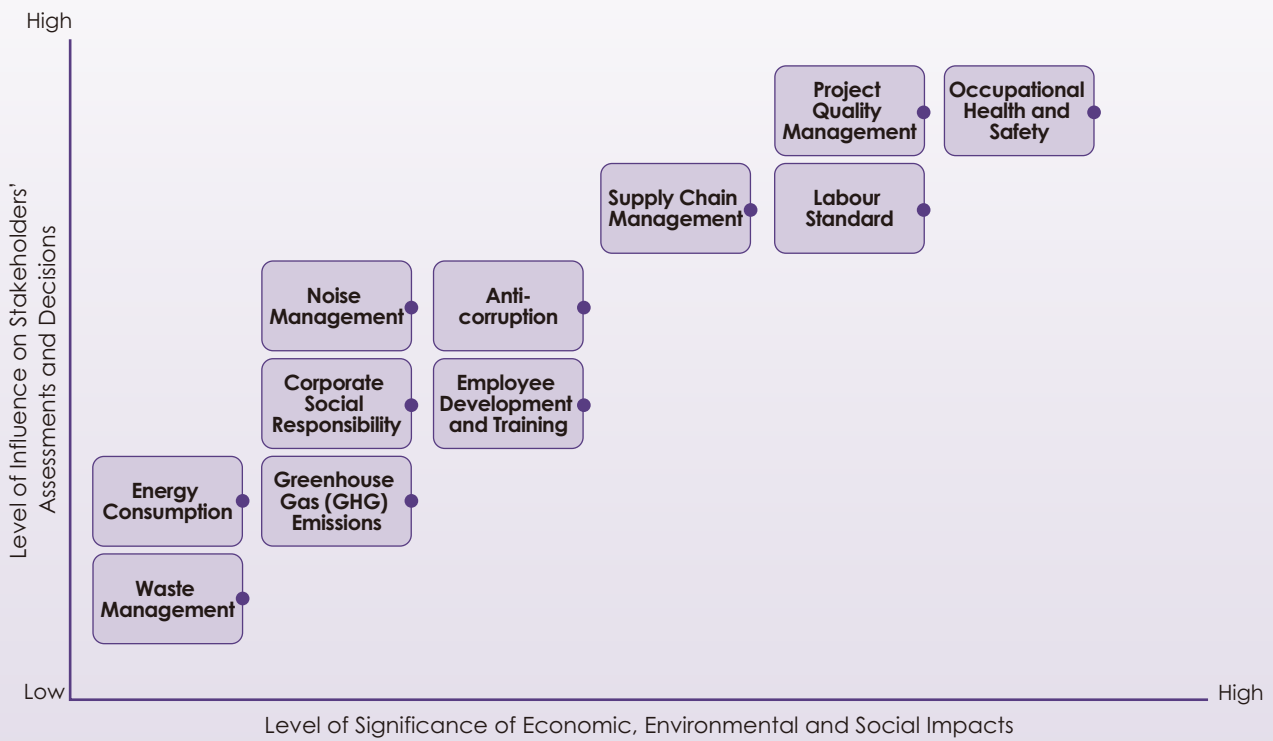 High
Level of Influence on Stakeholders'
Assessments and Decisions
Project
Quality
Management
Occupational
Health and
Safety
Supply Chain
Management
Labour
Standard
Noise
Management
Anti-
corruption
Corporate
Social
Responsibility
Employee
Development
and Training
Energy
Consumption
Greenhouse
Gas (GHG)
Emissions
Waste
Management
Low
High
Level of Significance of Economic, Environmental and Social Impacts